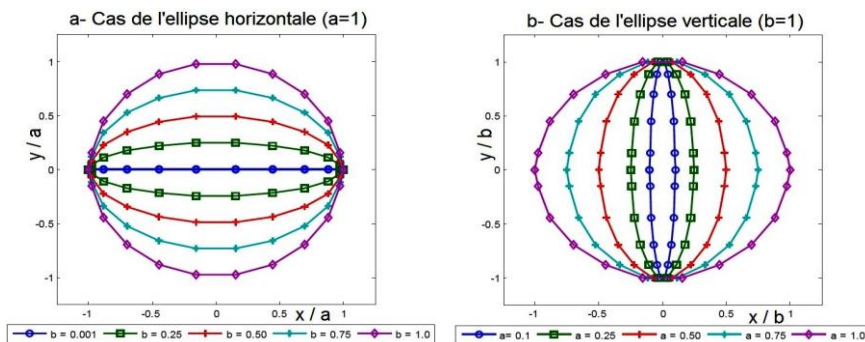 a- Cas de l'ellipse horizontale (a=1)
1
0.5
0
-0.5
-1
y / a
-1
-0.5
0
0.5
1
x / a
b = 0.001
b = 0.25
b = 0.50
b = 0.75
b = 1.0
b- Cas de l'ellipse verticale (b=1)
1
0.5
0
-0.5
-1
y / b
-1
-0.5
0
0.5
1
x / b
a= 0.1
a = 0.25
a = 0.50
a = 0.75
a = 1.0